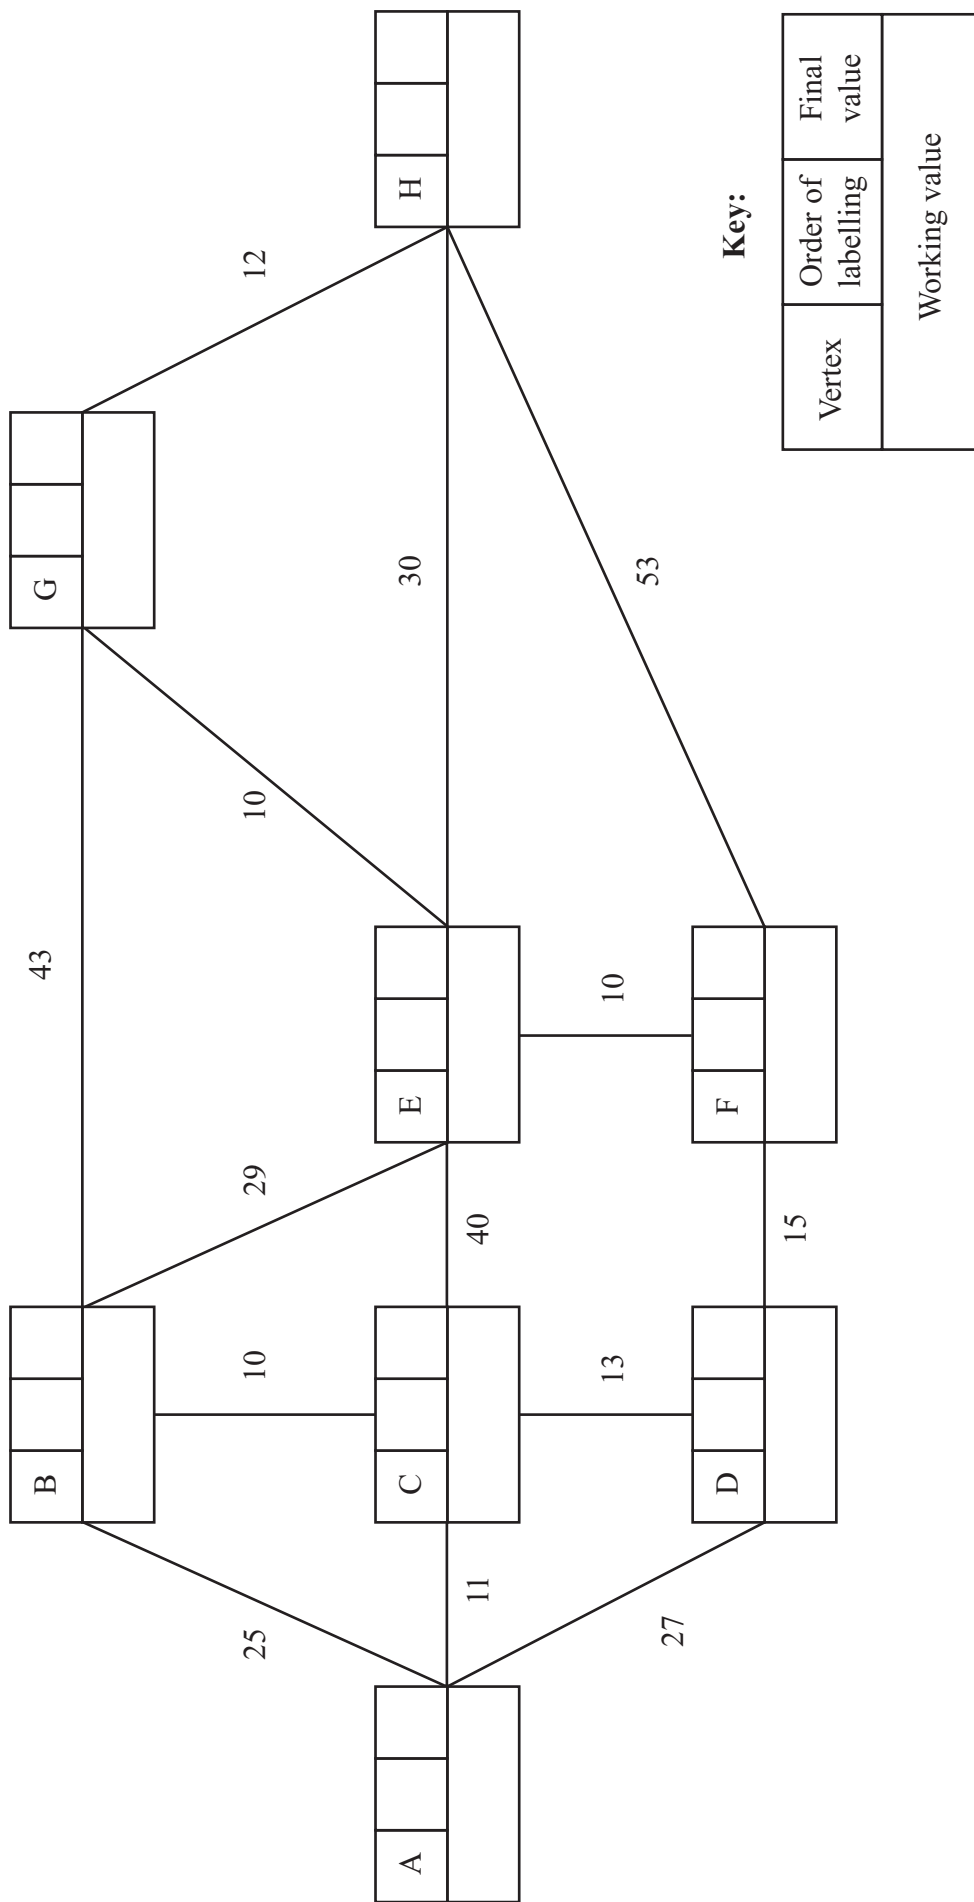 43
B
G
25
10
29
10
12
A
C
E
H
11
40
30
27
13
10
53
D
F
15
Key:
Vertex
Order of
labelling
Final
value
Working value